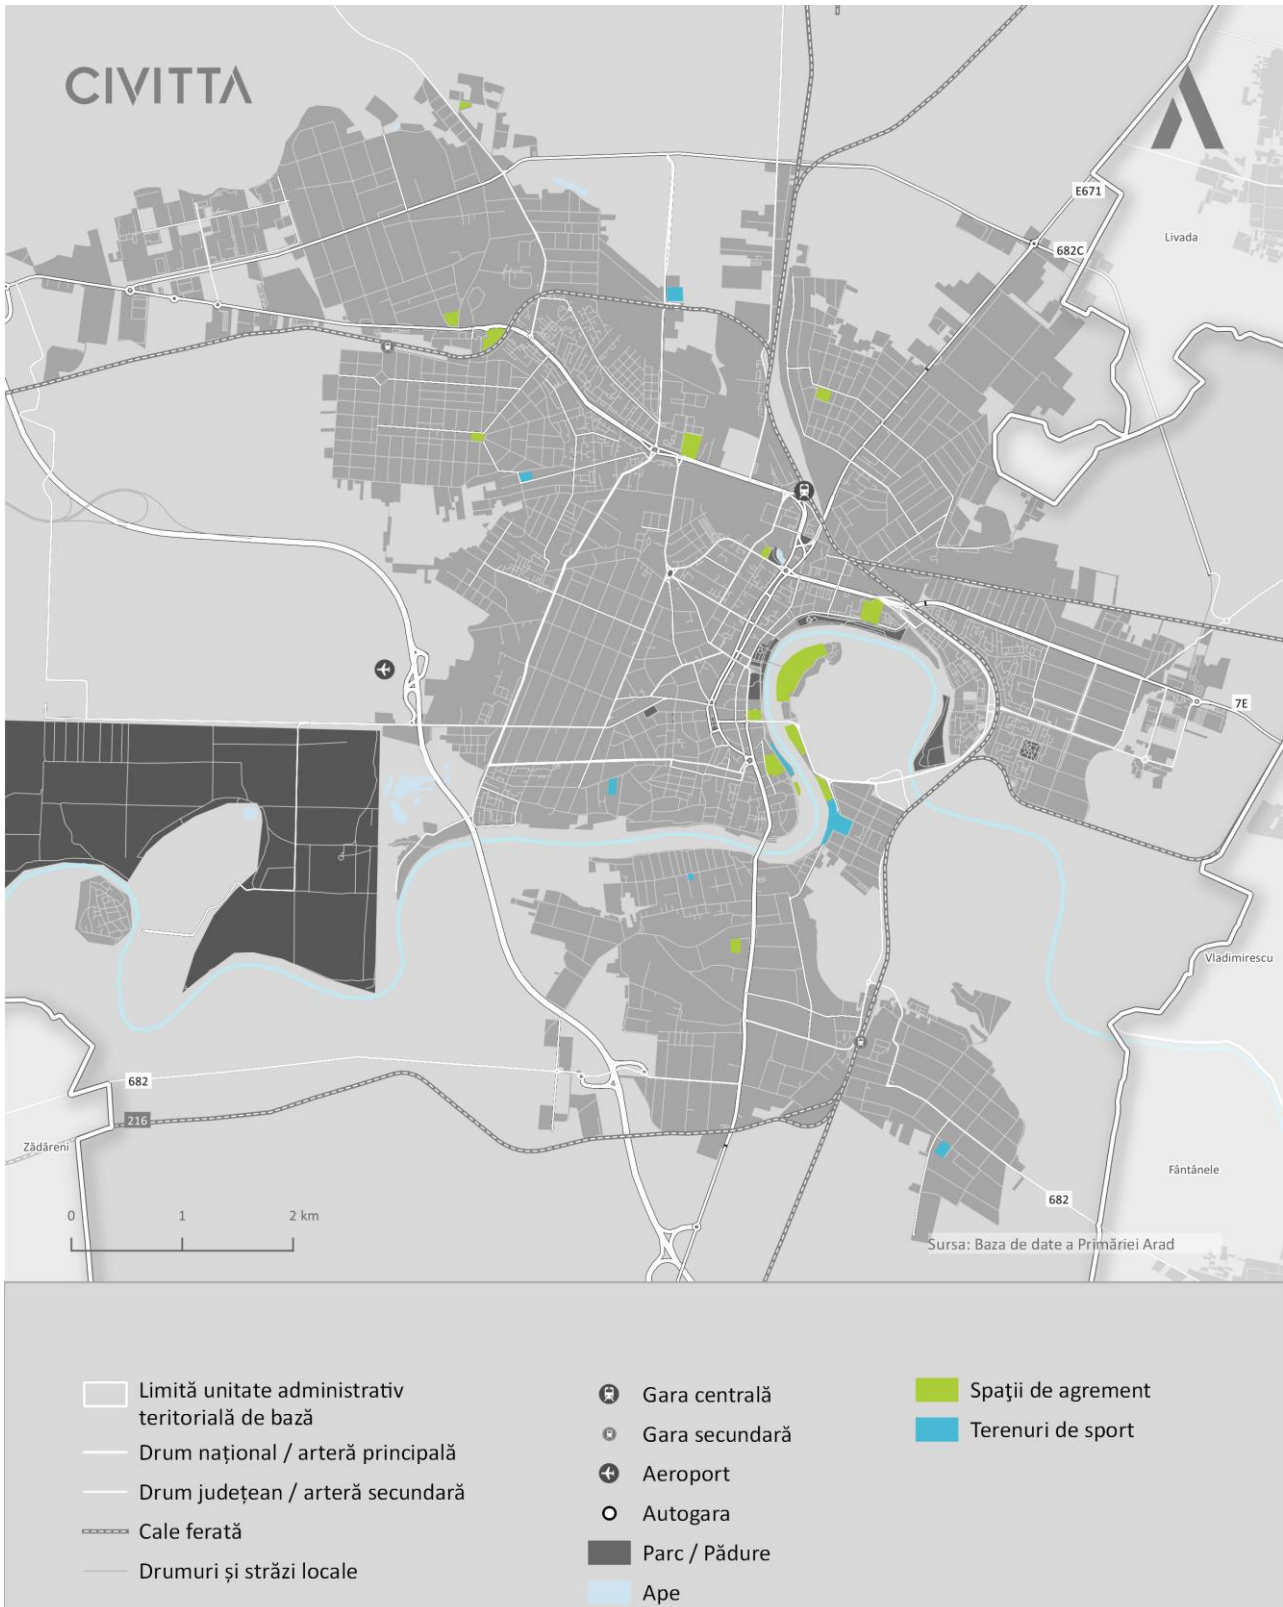 CIVITTA
E671
Livada
682C
7E
Vladimirescu
682
216
Zădăreni
Fântânele
682
0 1 2 km
Sursa: Baza de date a Primăriei Arad
Limită unitate administrativ
teritorială de bază
Drum național / arteră principală
Drum județean / arteră secundară
Cale ferată
Drumuri și străzi locale
Gara centrală
Gara secundară
Aeroport
Autogara
Parc / Pădure
Ape
Spaţii de agrement
Terenuri de sport